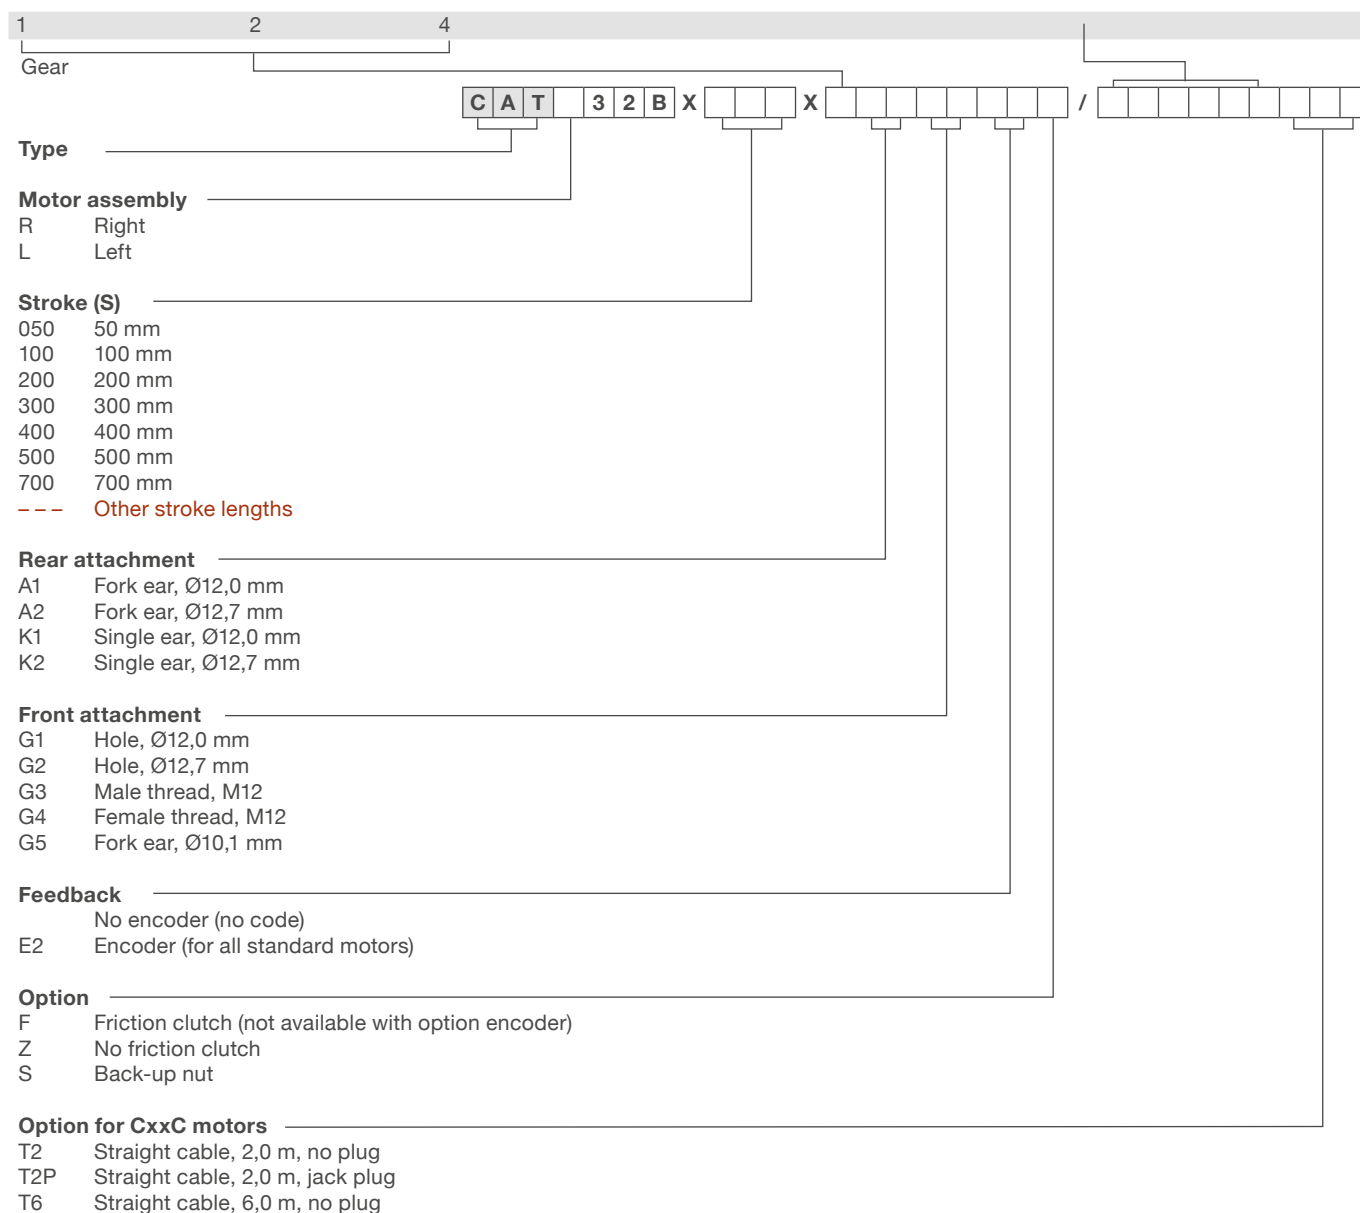 1 2 4
Gear
C A T 3 2 B X X /
Type
Motor assembly
R Right
L Left
Stroke (S)
050 50 mm
100 100 mm
200 200 mm
300 300 mm
400 400 mm
500 500 mm
700 700 mm
– – – Other stroke lengths
Rear attachment
A1 Fork ear, Ø12,0 mm
A2 Fork ear, Ø12,7 mm
K1 Single ear, Ø12,0 mm
K2 Single ear, Ø12,7 mm
Front attachment
G1 Hole, Ø12,0 mm
G2 Hole, Ø12,7 mm
G3 Male thread, M12
G4 Female thread, M12
G5 Fork ear, Ø10,1 mm
Feedback
No encoder (no code)
E2 Encoder (for all standard motors)
Option
F Friction clutch (not available with option encoder)
Z No friction clutch
S Back-up nut
Option for CxxC motors
T2 Straight cable, 2,0 m, no plug
T2P Straight cable, 2,0 m, jack plug
T6 Straight cable, 6,0 m, no plug